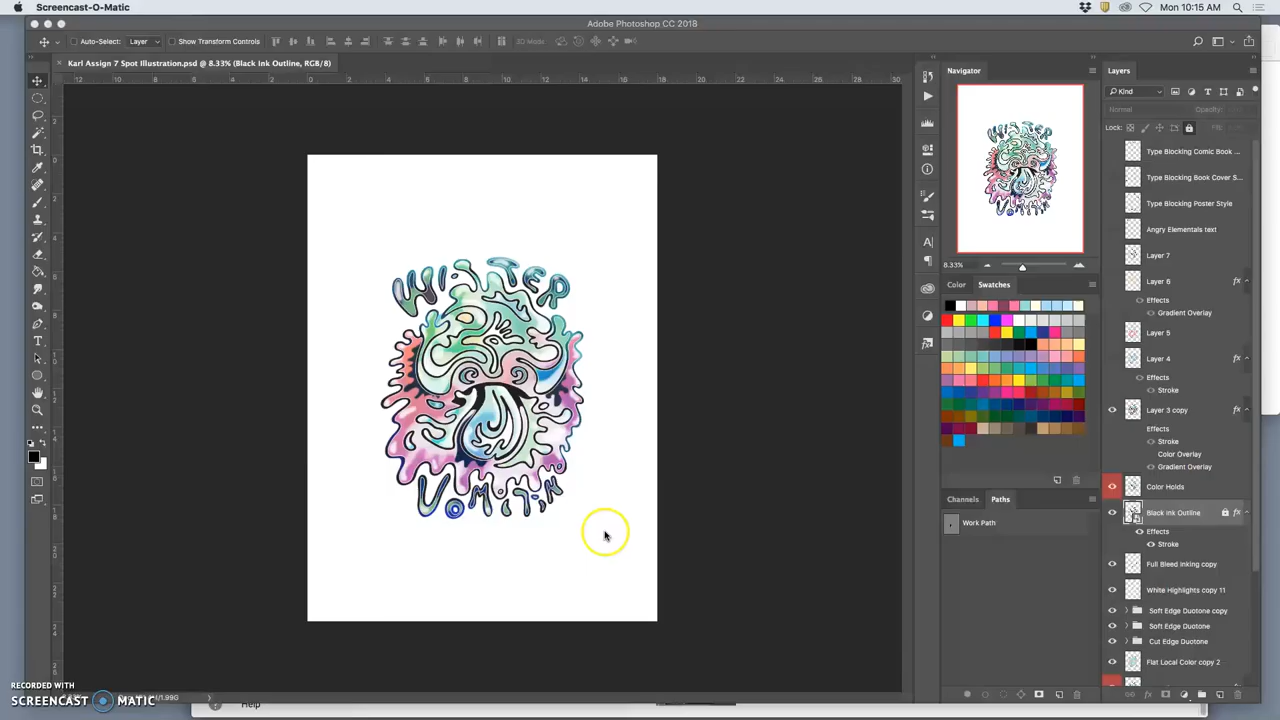 Screencast-O-Matic
Mon 10:15 AM
Adobe Photoshop CC 2018
Auto-Select: Layer Show Transform Controls
3D Mode
Karl Assign 7 Spot Illustration.psd @ 8.33% (Black Ink Outline, RGB/8)
Navigator
8.33%
Color Swatches
Channels Paths
Work Path
Layers
Kind
Normal Opacity:
Lock: Fill:
Type Blocking Comic Book ...
Type Blocking Book Cover S...
Type Blocking Poster Style
Angry Elementals text
Layer 7
Layer 6 fx
Effects
Gradient Overlay
Layer 5
Layer 4 fx
Effects
Stroke
Layer 3 copy fx
Effects
Stroke
Color Overlay
Gradient Overlay
Color Holds
Black Ink Outline fx
Effects
Stroke
Full Bleed Inking copy
White Highlights copy 11
Soft Edge Duotone copy
Soft Edge Duotone
Cut Edge Duotone
Flat Local Color copy 2
RECORDED WITH
SCREENCAST MATIC
Help